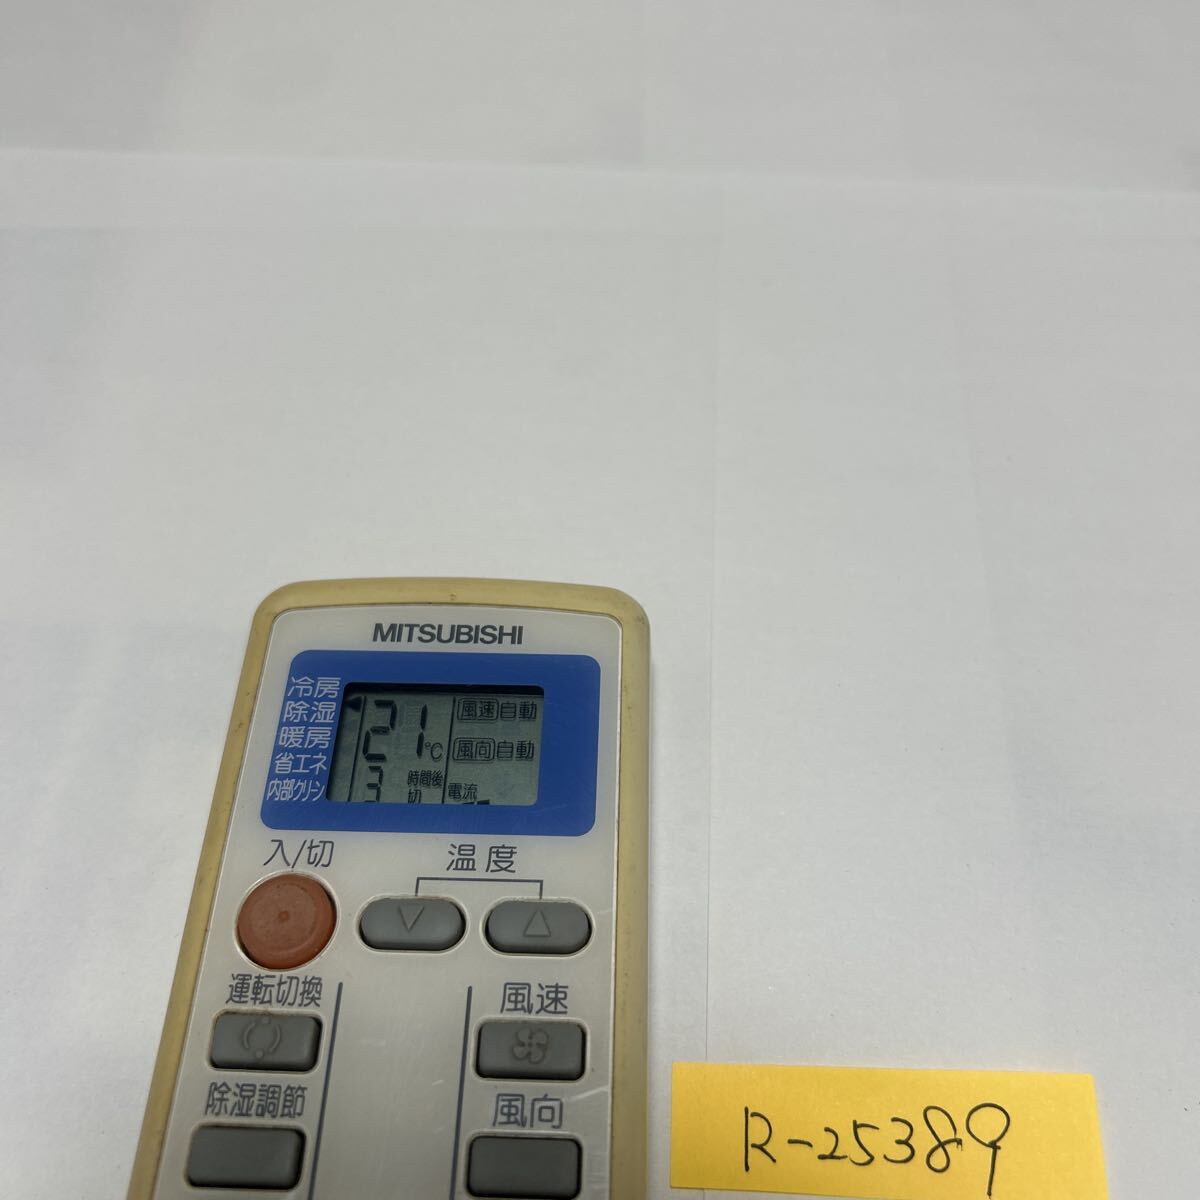 MITSUBISHI
冷房
除湿
暖房
省エネ
内部クリーン
21℃
風速自動
風向自動
3
時間後
切
電流
入/切
温度
運転切換
風速
除湿調節
風向
R-25389